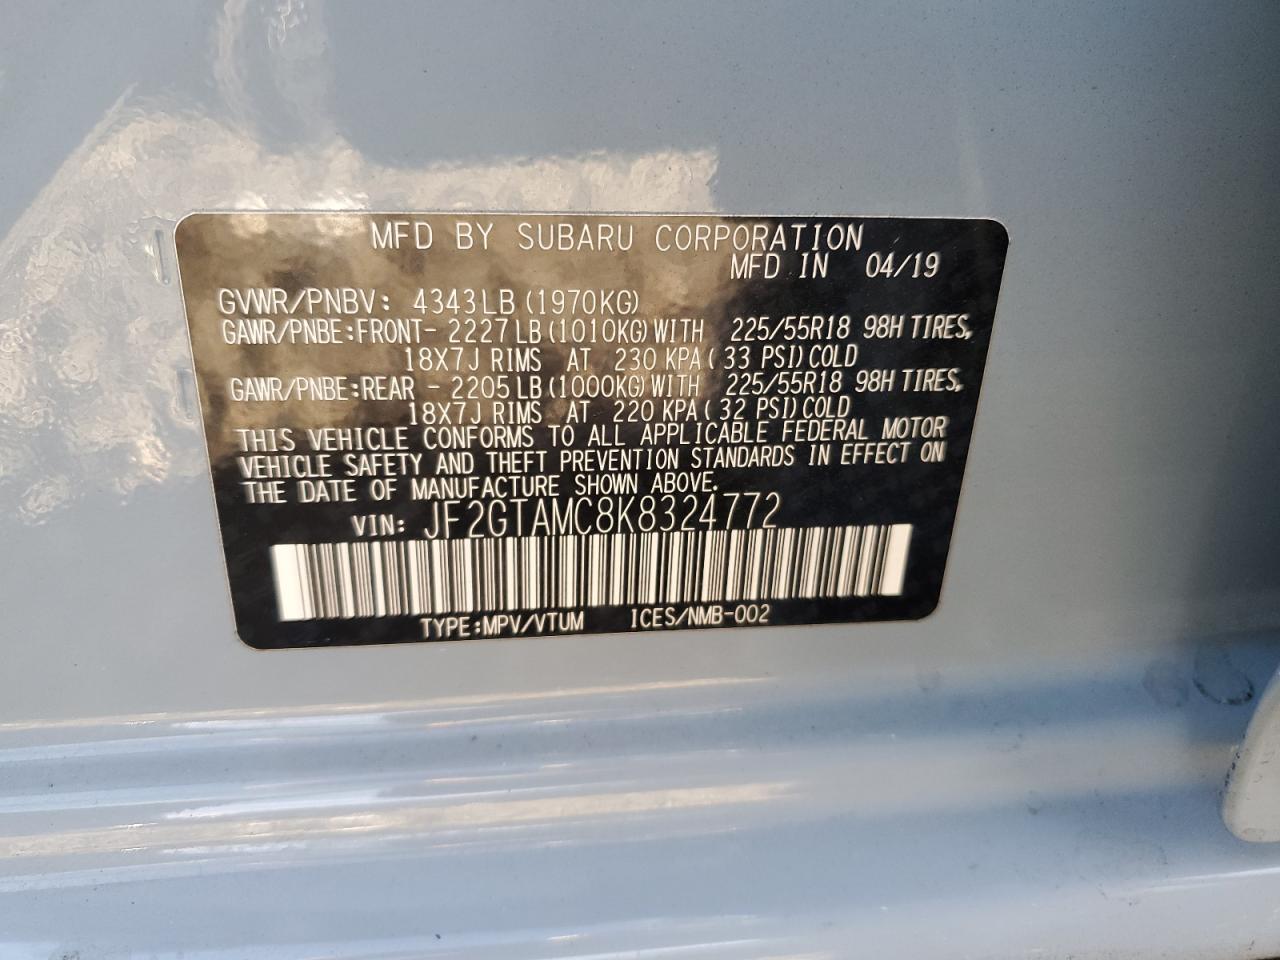 MFD BY SUBARU CORPORATION
MFD IN 04/19
GVWR/PNBV: 4343LB (1970KG)
GAWR/PNBE:FRONT- 2227LB (1010KG) WITH 225/55R18 98H TIRES,
18X7J RIMS AT 230 KPA ( 33 PSI) COLD
GAWR/PNBE:REAR - 2205LB (1000KG) WITH 225/55R18 98H TIRES,
18X7J RIMS AT 220 KPA ( 32 PSI) COLD
THIS VEHICLE CONFORMS TO ALL APPLICABLE FEDERAL MOTOR
VEHICLE SAFETY AND THEFT PREVENTION STANDARDS IN EFFECT ON
THE DATE OF MANUFACTURE SHOWN ABOVE.
VIN: JF2GTAMC8K8324772
TYPE:MPV/VTUM ICES/NMB-002